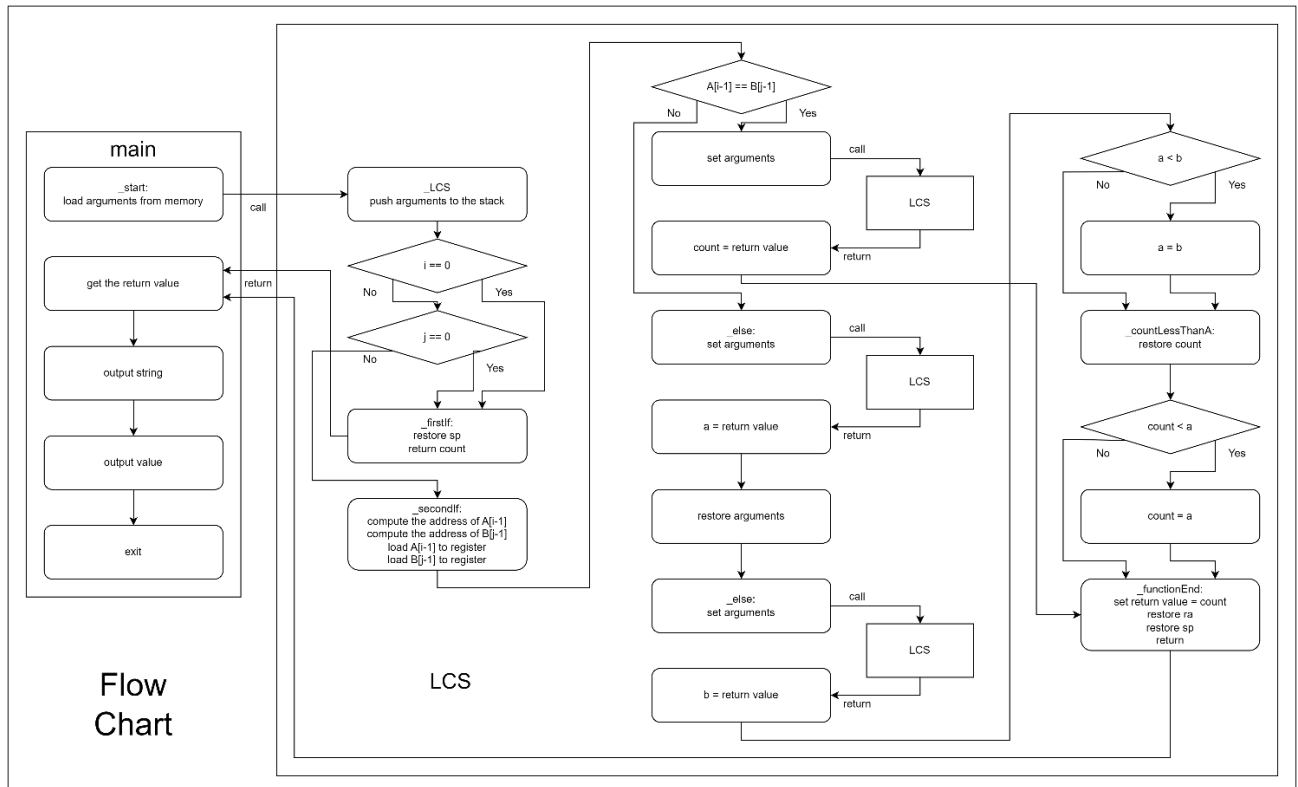 main
_start:
load arguments from memory
call
get the return value
return
output string
output value
exit
Flow
Chart
_LCS
push arguments to the stack
i == 0
No
Yes
j == 0
No
Yes
_firstIf:
restore sp
return count
_secondIf:
compute the address of A[i-1]
compute the address of B[j-1]
load A[i-1] to register
load B[j-1] to register
LCS
A[i-1] == B[j-1]
No
Yes
set arguments
call
LCS
count = return value
return
_else:
set arguments
call
LCS
a = return value
return
restore arguments
_else:
set arguments
call
LCS
b = return value
return
a < b
No
Yes
a = b
_countLessThanA:
restore count
count < a
No
Yes
count = a
_functionEnd:
set return value = count
restore ra
restore sp
return